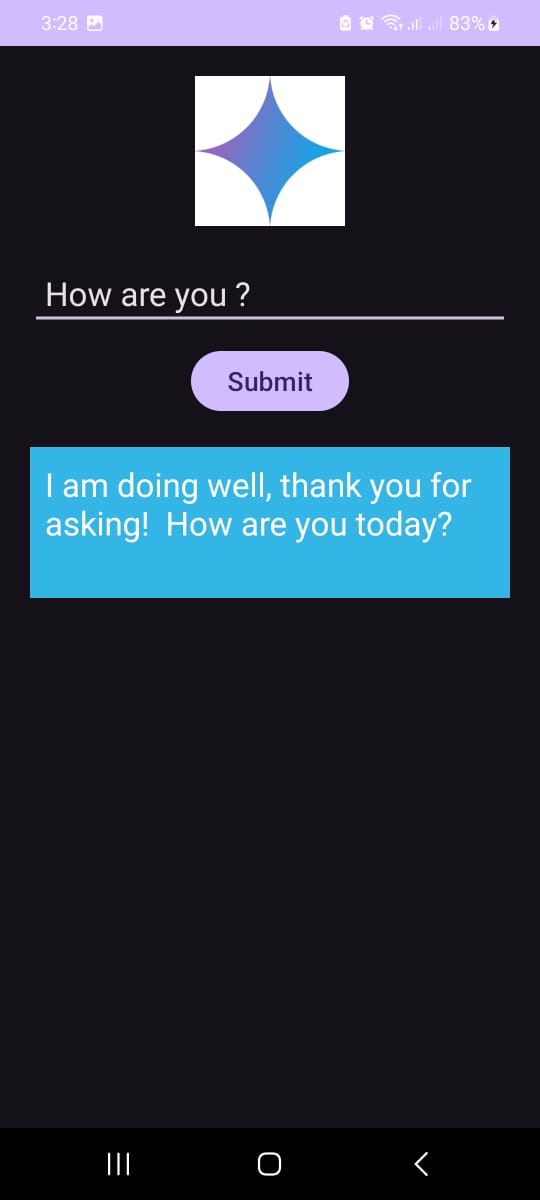 3:28 83%
How are you ?
Submit
I am doing well, thank you for
asking!  How are you today?